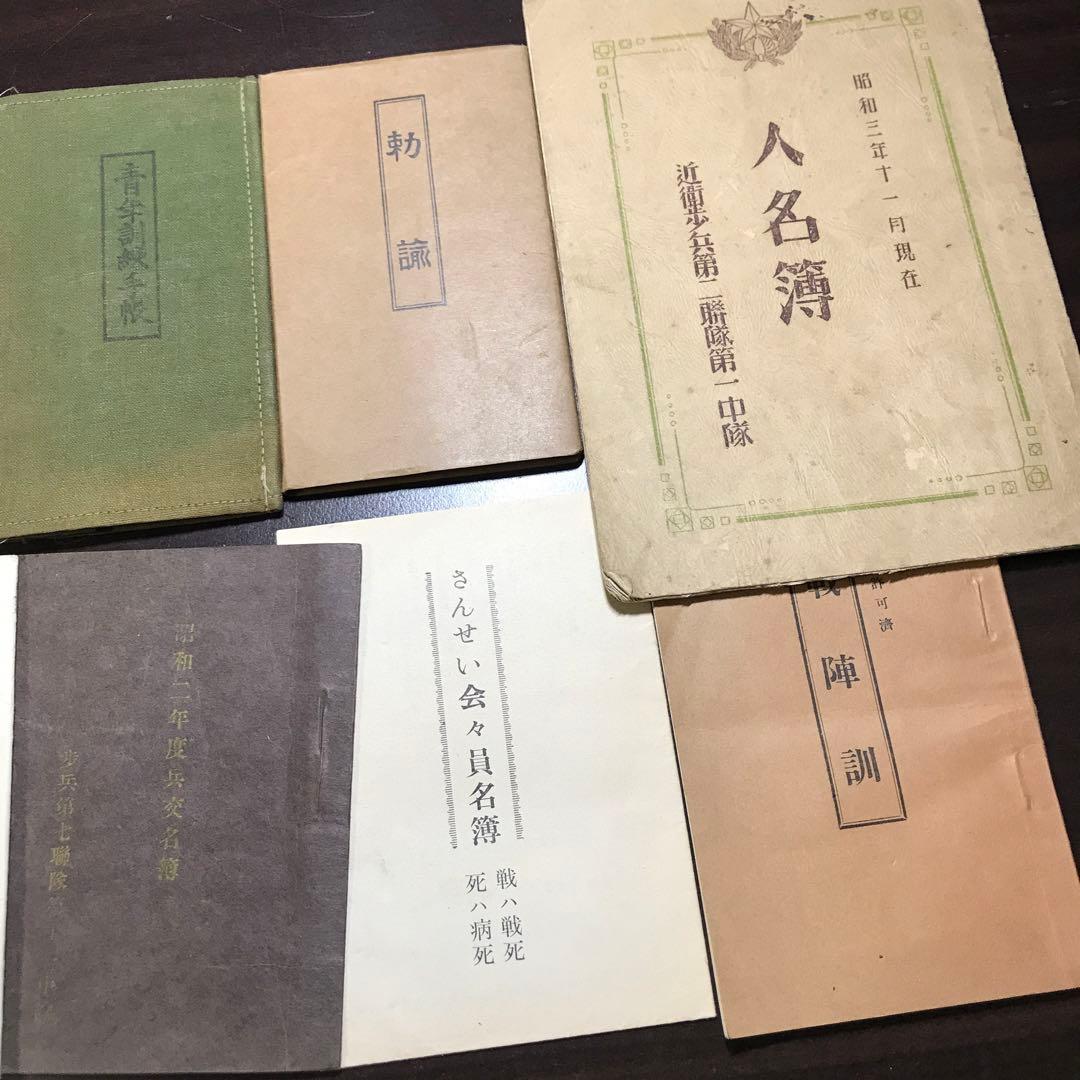 青年訓練手帳
勅諭
昭和三年十一月現在
人名簿
近衛歩兵第二聯隊第一中隊
昭和二年度兵交名簿
歩兵第七聯隊第
さんせい会々員名簿
戦ハ戦死
死ハ病死
許可済
戦陣訓